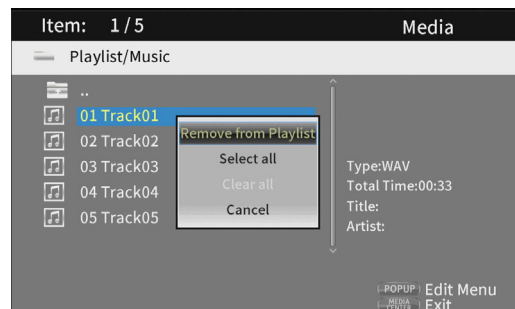 Item: 1/5 Media
Playlist/Music
..
01 Track01
02 Track02
03 Track03
04 Track04
05 Track05
Remove from Playlist
Select all
Clear all
Cancel
Type:WAV
Total Time:00:33
Title:
Artist:
POPUP Edit Menu
MEDIA CENTER Exit